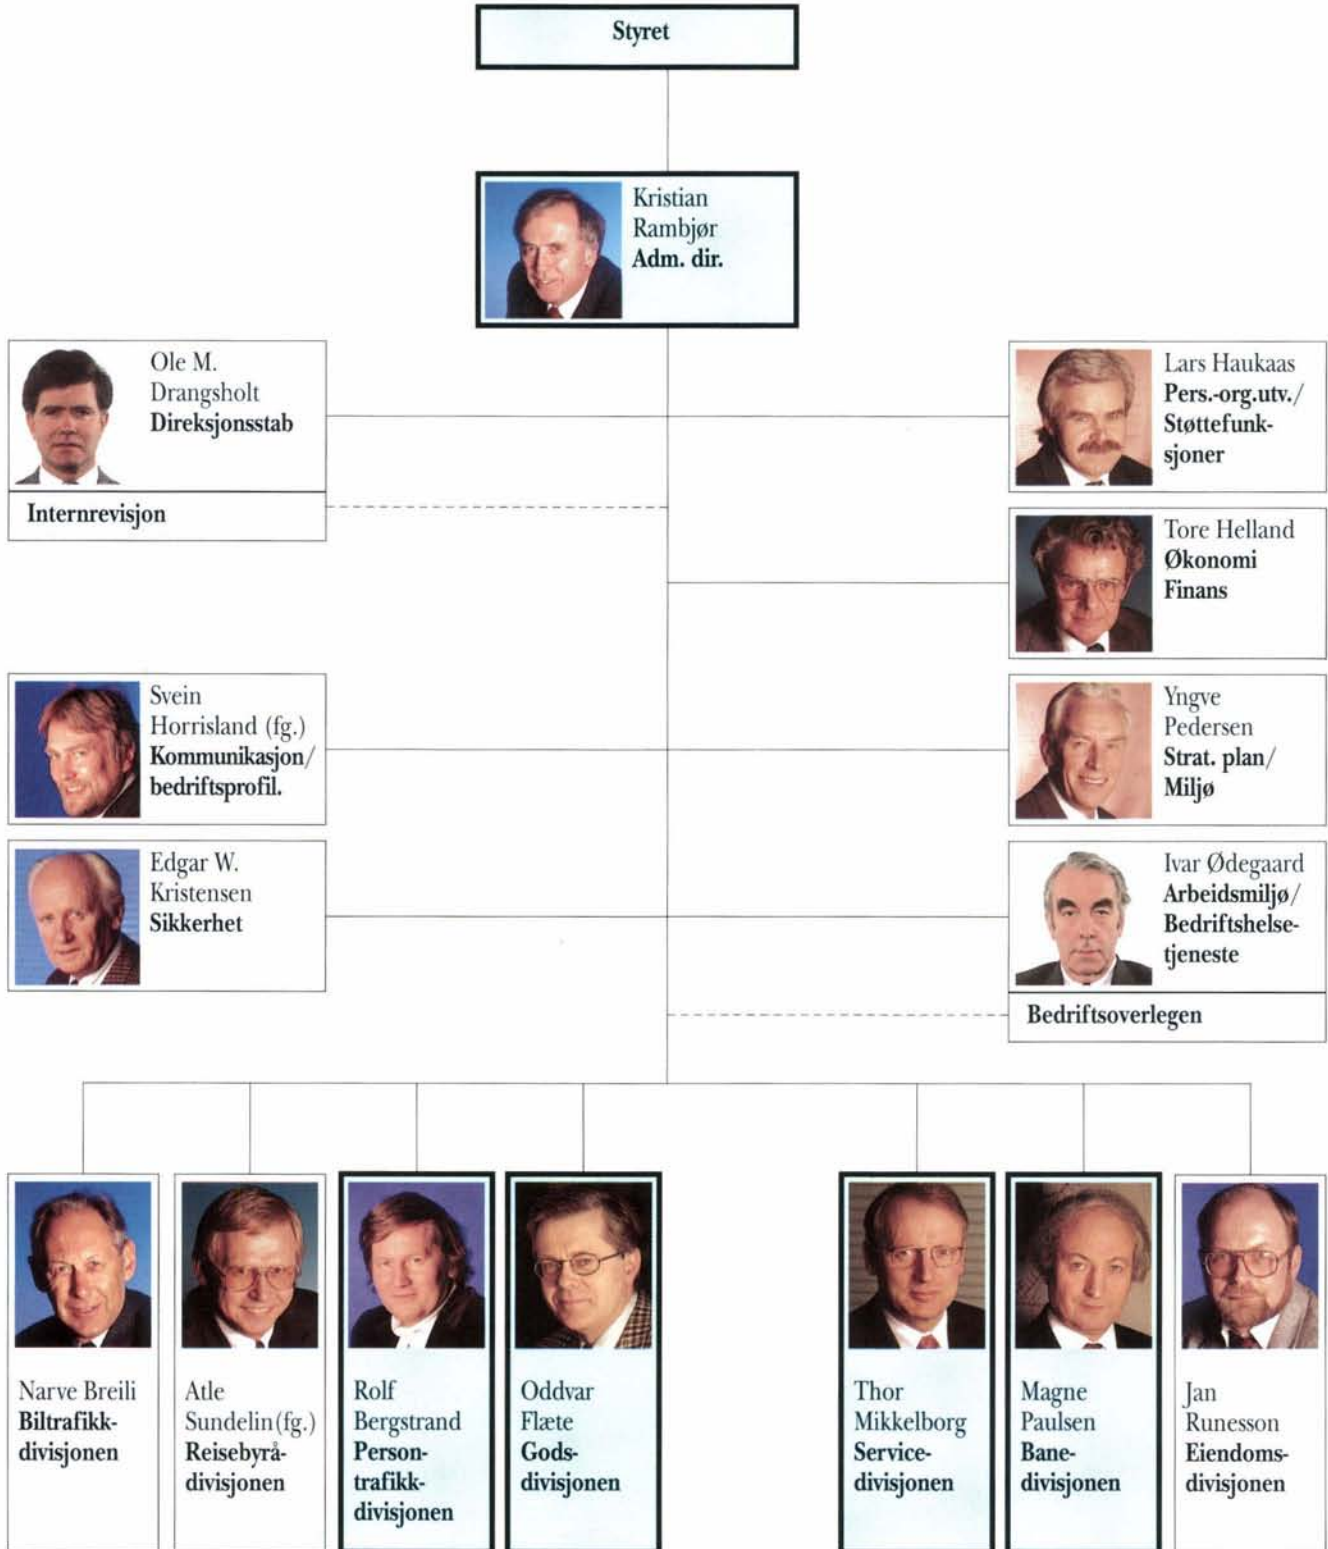 Styret
Kristian
Rambjør
Adm. dir.
Ole M.
Drangsholt
Direksjonsstab
Internrevisjon
Lars Haukaas
Pers.-org.utv./
Støttefunk-
sjoner
Tore Helland
Økonomi
Finans
Svein
Horrisland (fg.)
Kommunikasjon/
bedriftsprofil.
Yngve
Pedersen
Strat. plan/
Miljø
Edgar W.
Kristensen
Sikkerhet
Ivar Ødegaard
Arbeidsmiljø/
Bedriftshelse-
tjeneste
Bedriftsoverlegen
Narve Breili
Biltrafikk-
divisjonen
Atle
Sundelin(fg.)
Reisebyrå-
divisjonen
Rolf
Bergstrand
Person-
trafikk-
divisjonen
Oddvar
Flæte
Gods-
divisjonen
Thor
Mikkelborg
Service-
divisjonen
Magne
Paulsen
Bane-
divisjonen
Jan
Runesson
Eiendoms-
divisjonen